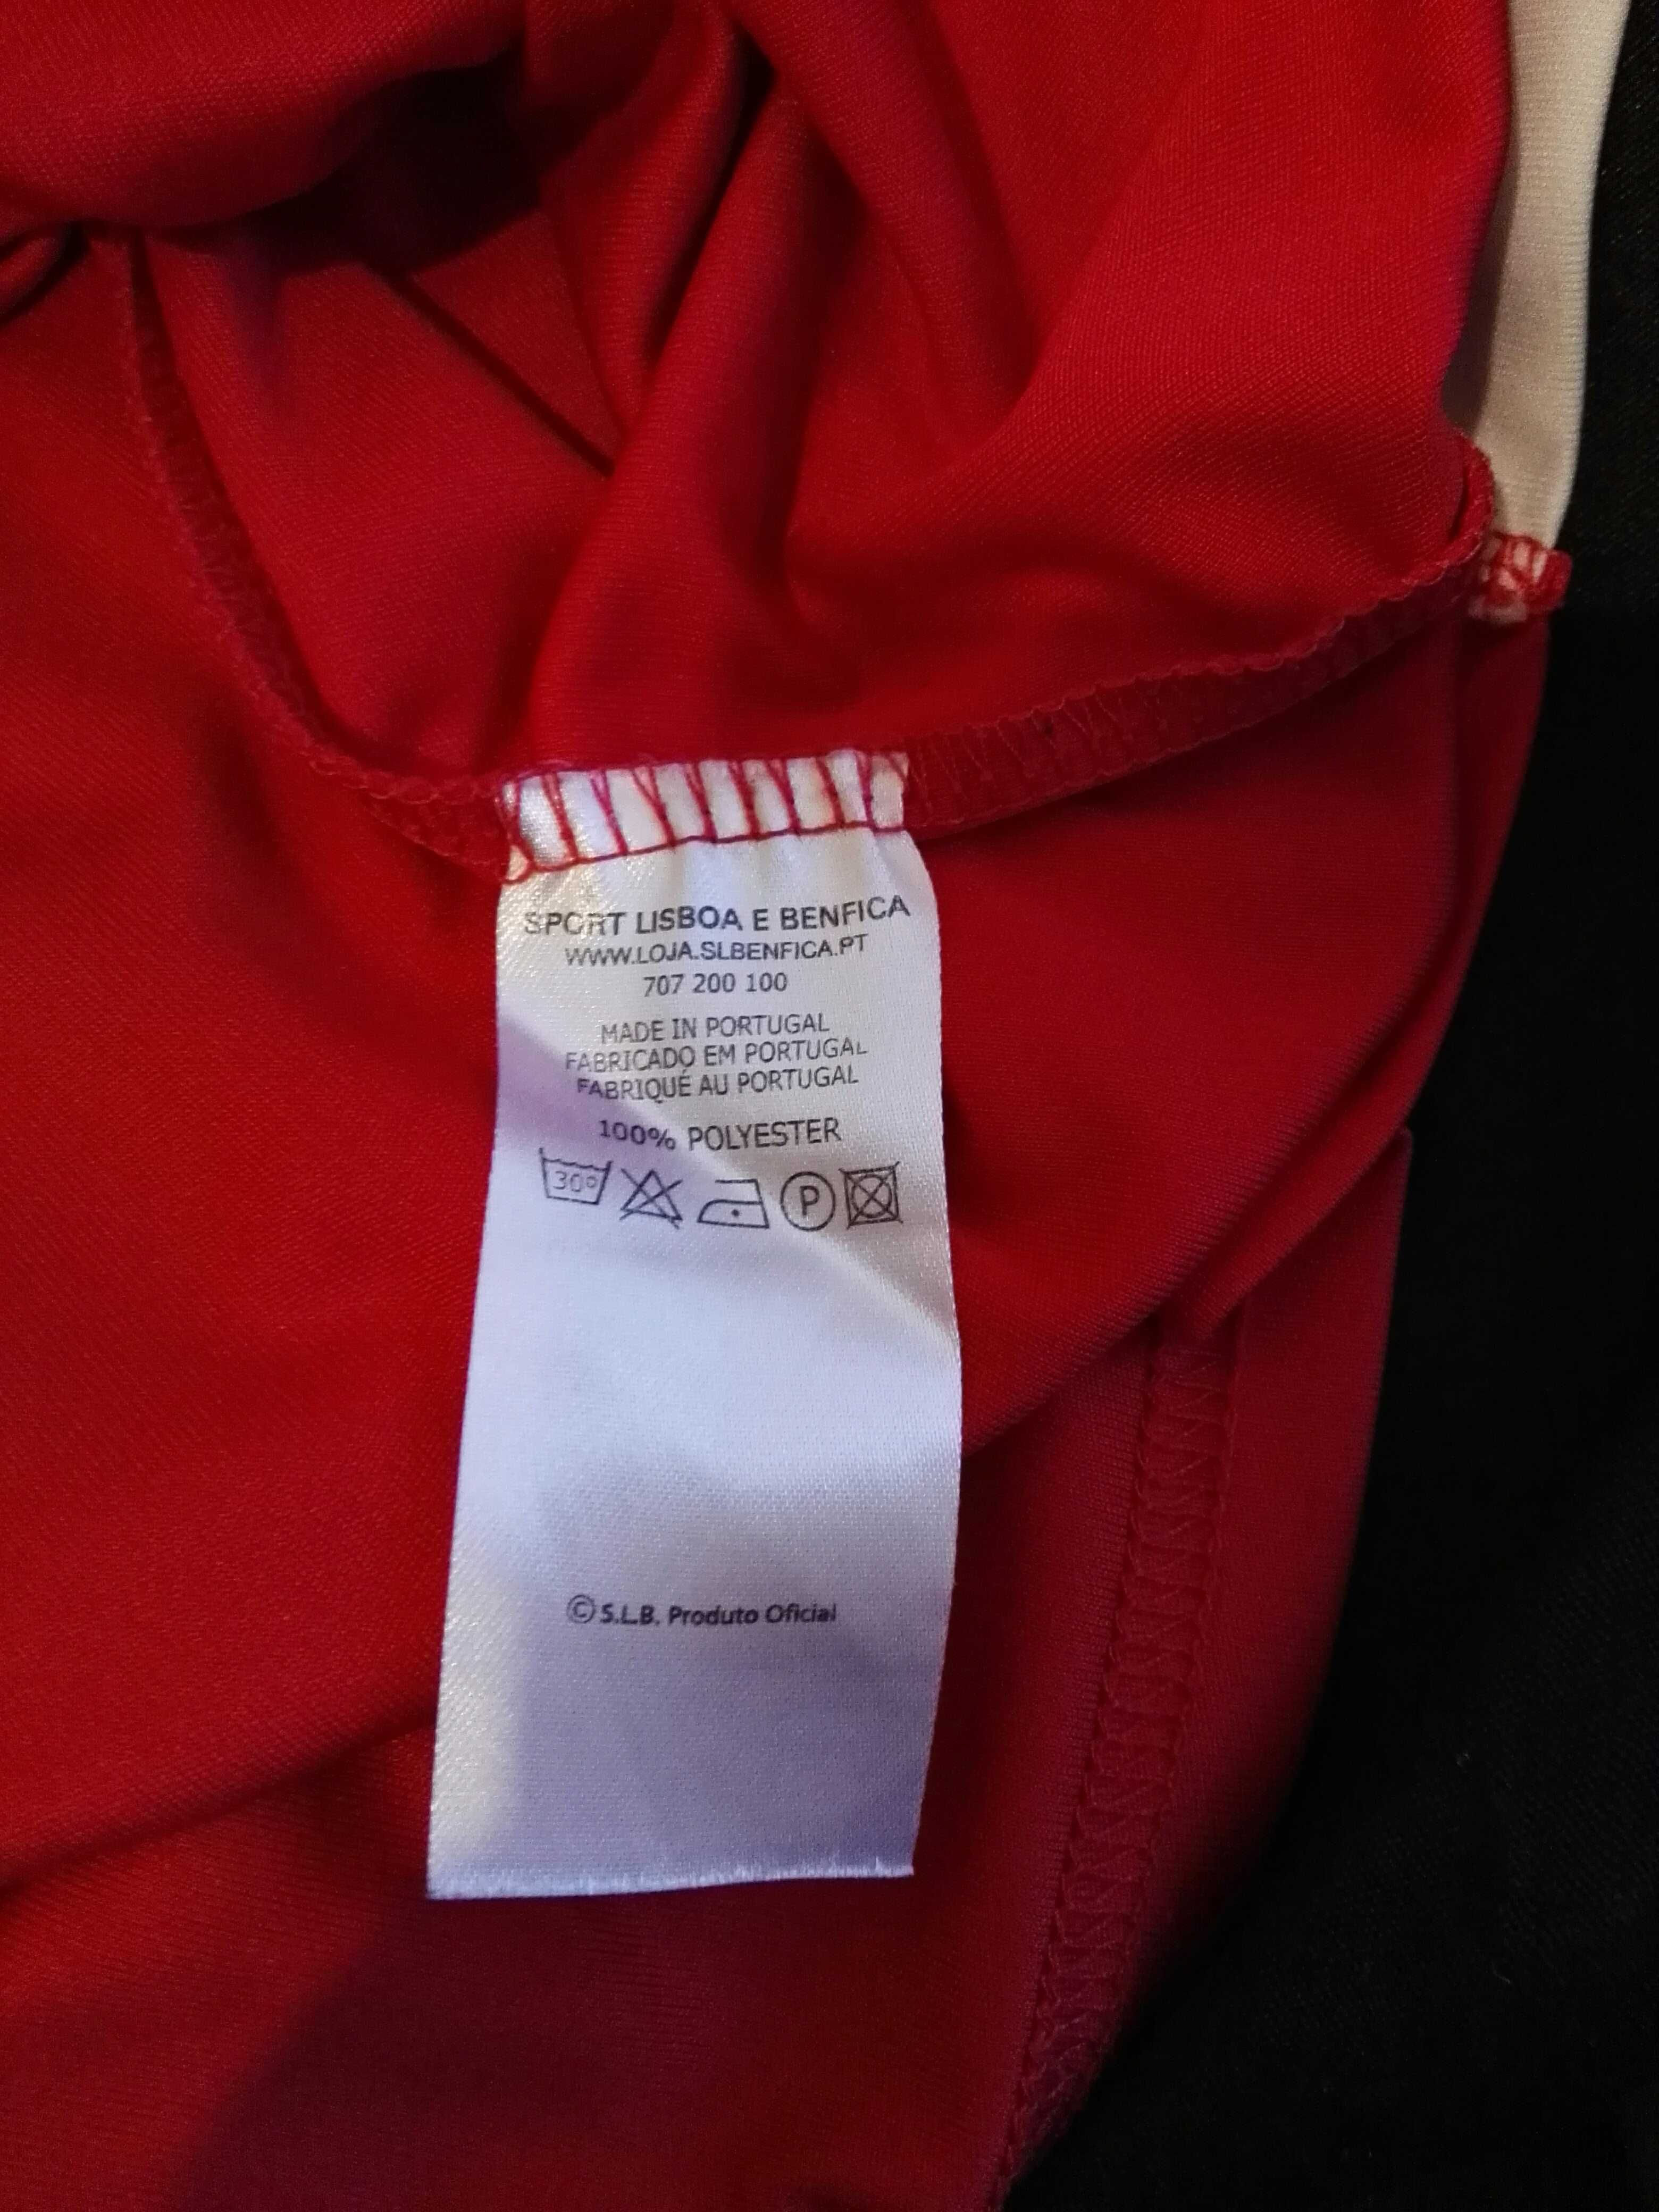 SPORT LISBOA E BENFICA
WWW.LOJA.SLBENFICA.PT
707 200 100
MADE IN PORTUGAL
FABRICADO EM PORTUGAL
FABRIQUÉ AU PORTUGAL
100% POLYESTER
30° P
© S.L.B. Produto Oficial